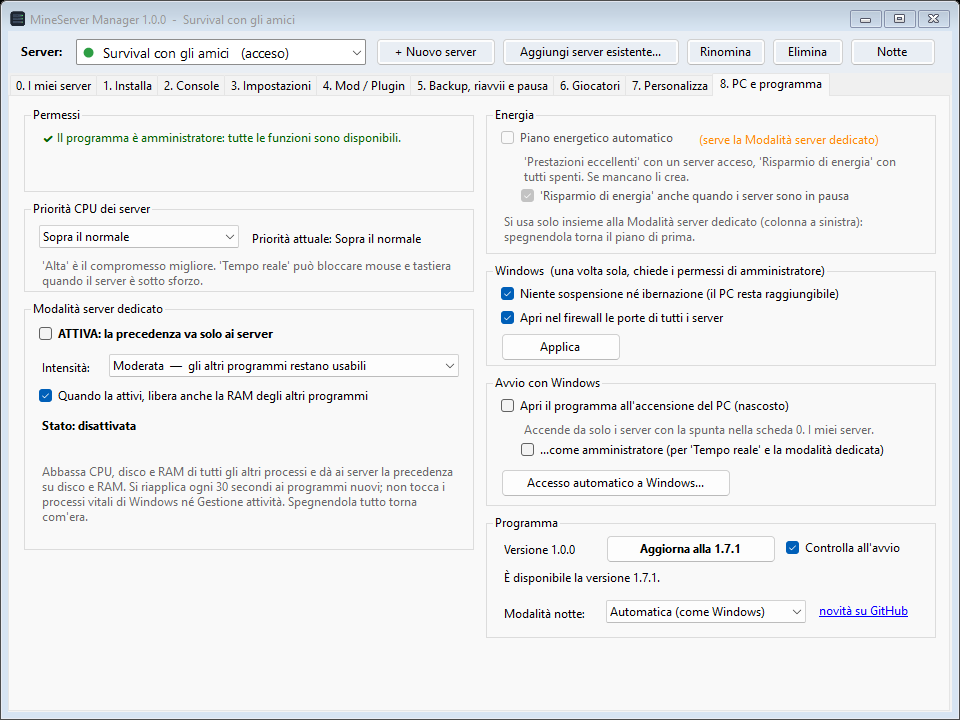 MineServer Manager 1.0.0 - Survival con gli amici
Server:
Survival con gli amici (acceso)
+ Nuovo server
Aggiungi server esistente...
Rinomina
Elimina
Notte
0. I miei server
1. Installa
2. Console
3. Impostazioni
4. Mod / Plugin
5. Backup, riavvii e pausa
6. Giocatori
7. Personalizza
8. PC e programma
Permessi
✓ Il programma è amministratore: tutte le funzioni sono disponibili.
Priorità CPU dei server
Sopra il normale
Priorità attuale: Sopra il normale
'Alta' è il compromesso migliore. 'Tempo reale' può bloccare mouse e tastiera
quando il server è sotto sforzo.
Modalità server dedicato
ATTIVA: la precedenza va solo ai server
Intensità:
Moderata — gli altri programmi restano usabili
Quando la attivi, libera anche la RAM degli altri programmi
Stato: disattivata
Abbassa CPU, disco e RAM di tutti gli altri processi e dà ai server la precedenza
su disco e RAM. Si riapplica ogni 30 secondi ai programmi nuovi; non tocca i
processi vitali di Windows né Gestione attività. Spegnendola tutto torna
com'era.
Energia
Piano energetico automatico
(serve la Modalità server dedicato)
'Prestazioni eccellenti' con un server acceso, 'Risparmio di energia' con
tutti spenti. Se mancano li crea.
'Risparmio di energia' anche quando i server sono in pausa
Si usa solo insieme alla Modalità server dedicato (colonna a sinistra):
spegnendola torna il piano di prima.
Windows (una volta sola, chiede i permessi di amministratore)
Niente sospensione né ibernazione (il PC resta raggiungibile)
Apri nel firewall le porte di tutti i server
Applica
Avvio con Windows
Apri il programma all'accensione del PC (nascosto)
Accende da solo i server con la spunta nella scheda 0. I miei server.
...come amministratore (per 'Tempo reale' e la modalità dedicata)
Accesso automatico a Windows...
Programma
Versione 1.0.0
Aggiorna alla 1.7.1
Controlla all'avvio
È disponibile la versione 1.7.1.
Modalità notte:
Automatica (come Windows)
novità su GitHub